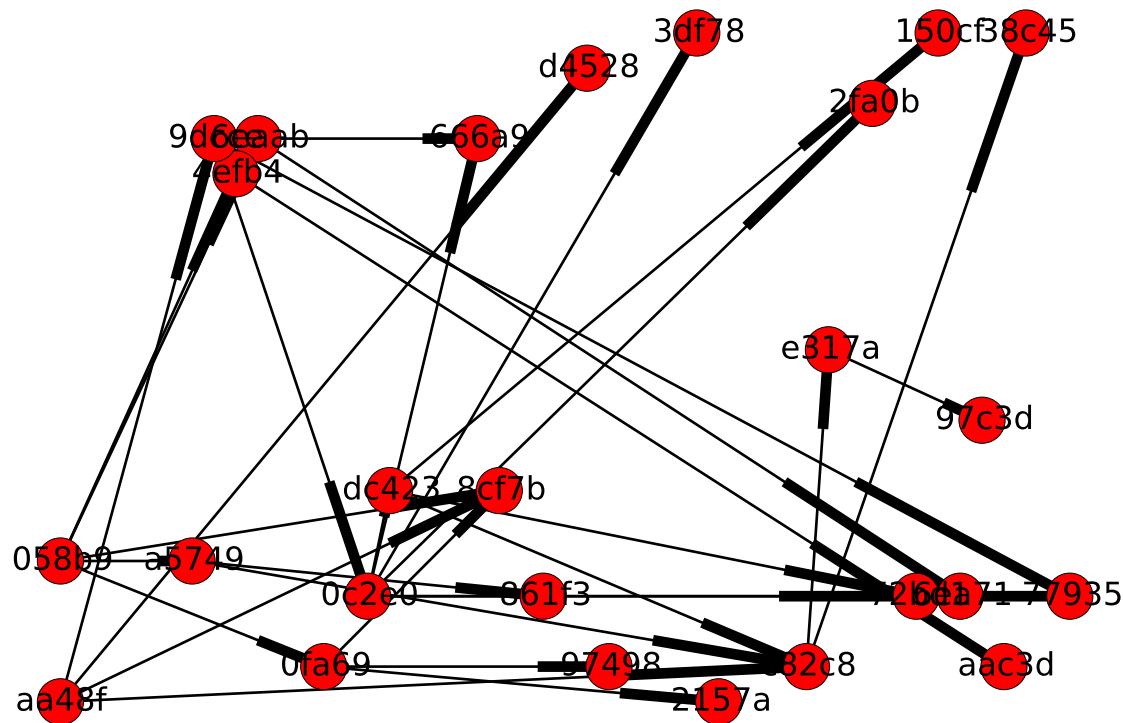 3df78
150cf
38c45
d4528
2fa0b
666a9
4efb4
e317a
97c3d
dc423
8cf7b
058b9
a5749
0c2e0
861f3
77935
0fa69
97498
aac3d
aa48f
2157a